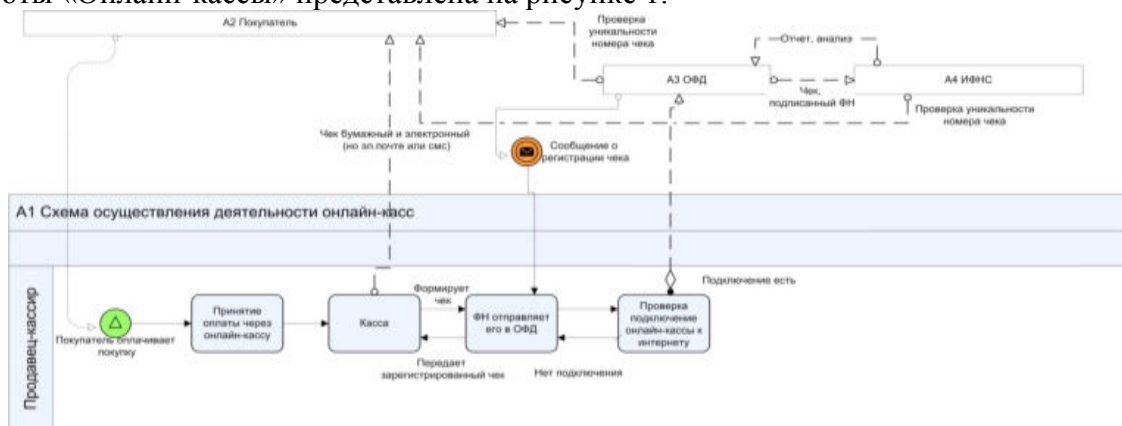 оты «Онлайн-кассы» представлена на рисунке 1.
А2 Покупатель
Проверка
уникальности
номера чека
Отчет, анализ
А3 ОФД
А4 ИФНС
Чек,
подписанный ФН
Проверка уникальности
номера чека
Чек бумажный и электронный
(но эл.почте или смс)
Сообщение о
регистрации чека
А1 Схема осуществления деятельности онлайн-касс
Продавец-кассир
Покупатель оплачивает
покупку
Принятие
оплаты через
онлайн-кассу
Касса
Формирует
чек
Передает
зарегистрированный чек
ФН отправляет
его в ОФД
Нет подключения
Проверка
подключение
онлайн-кассы к
интернету
Подключение есть